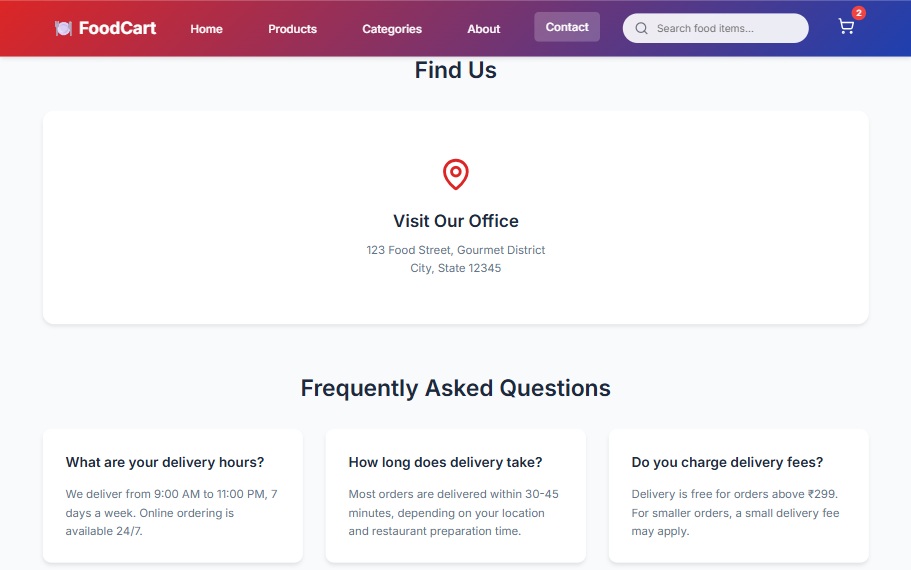 FoodCart
Home
Products
Categories
About
Contact
Search food items...
2
Find Us
Visit Our Office
123 Food Street, Gourmet District
City, State 12345
Frequently Asked Questions
What are your delivery hours?
We deliver from 9:00 AM to 11:00 PM, 7
days a week. Online ordering is
available 24/7.
How long does delivery take?
Most orders are delivered within 30-45
minutes, depending on your location
and restaurant preparation time.
Do you charge delivery fees?
Delivery is free for orders above ₹299.
For smaller orders, a small delivery fee
may apply.